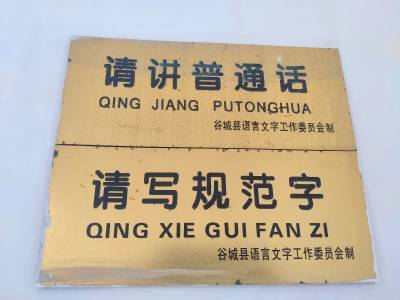 请讲普通话
QING JIANG PUTONGHUA
谷城县语言文字工作委员会制
请写规范字
QING XIE GUI FAN ZI
谷城县语言文字工作委员会制